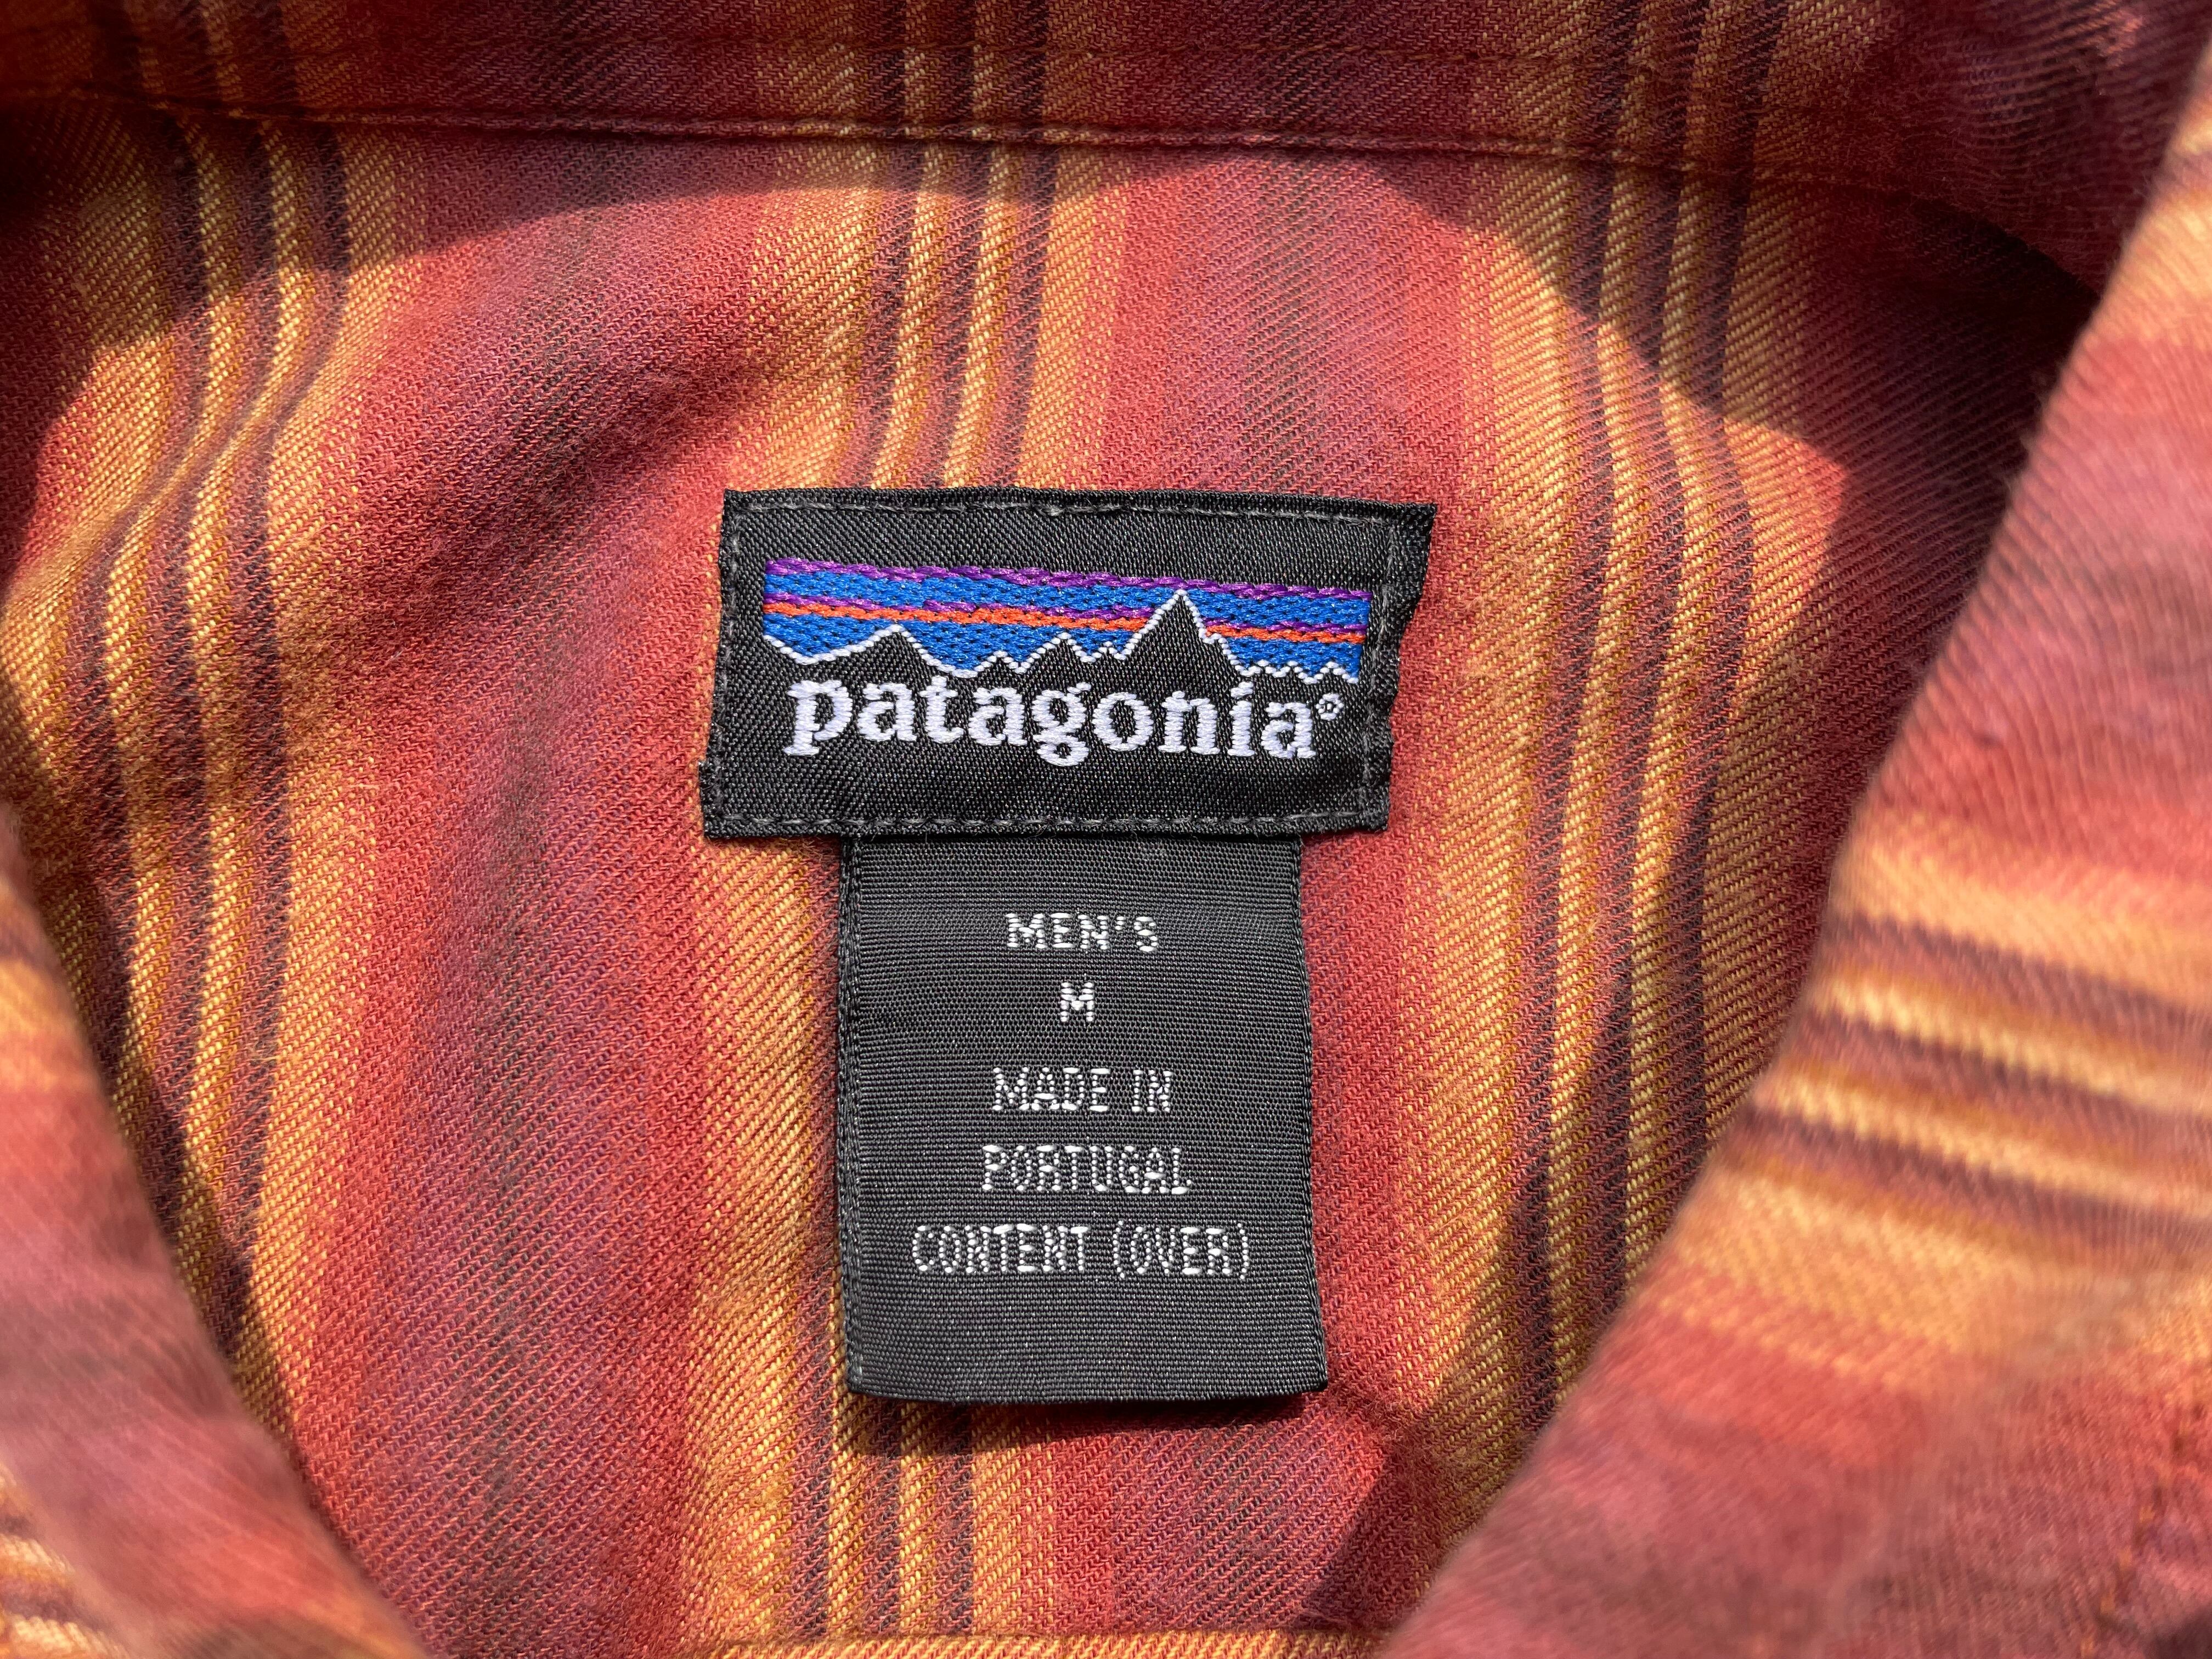 patagonia®
MEN'S
M
MADE IN
PORTUGAL
CONTENT (OVER)